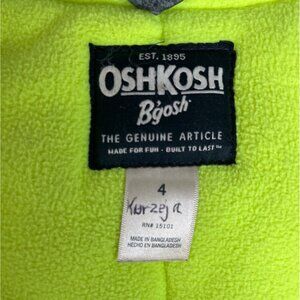 EST. 1895
OSHKOSH
B'gosh
THE GENUINE ARTICLE
MADE FOR FUN · BUILT TO LAST™
4
RN# 15101
MADE IN BANGLADESH
HECHO EN BANGLADESH